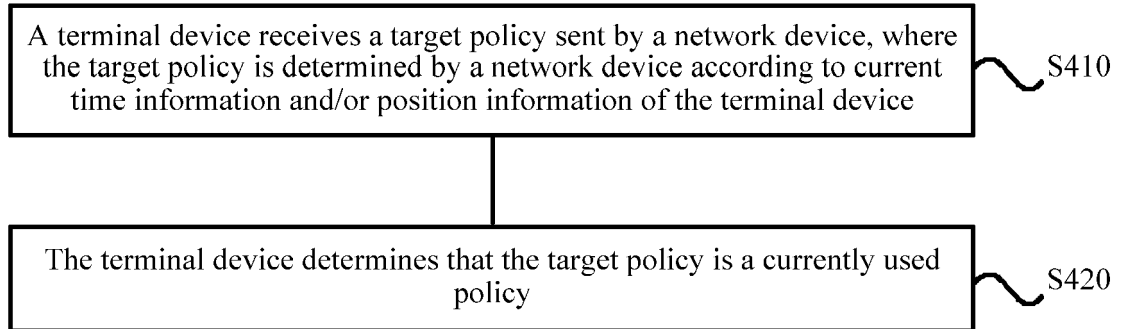 A terminal device receives a target policy sent by a network device, where
the target policy is determined by a network device according to current
time information and/or position information of the terminal device
S410
The terminal device determines that the target policy is a currently used
policy
S420